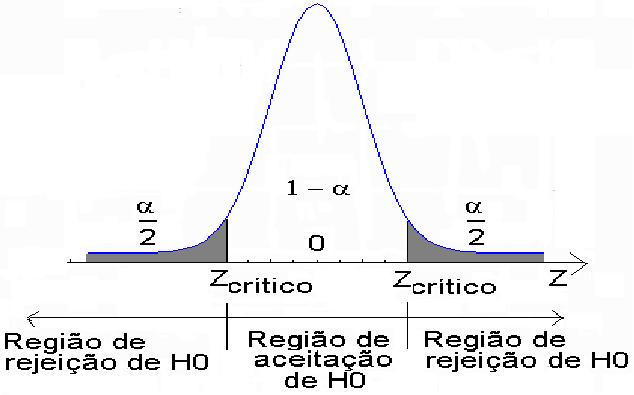 1 − α
α
2
α
2
0
Zcritico
Zcritico
Z
Região de
rejeição de H0
Região de
aceitação
de H0
Região de
rejeição de H0